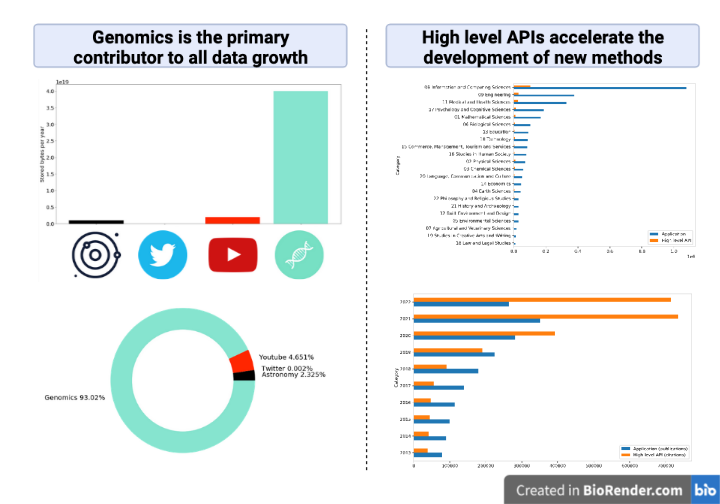 Genomics is the primary
contributor to all data growth
1e19
4.0
3.5
3.0
2.5
2.0
1.5
1.0
0.5
0.0
Stored bytes per year
Youtube 4.651%
Twitter 0.002%
Astronomy 2.325%
Genomics 93.02%
High level APIs accelerate the
development of new methods
08 Information and Computing Sciences
09 Engineering
11 Medical and Health Sciences
17 Psychology and Cognitive Sciences
01 Mathematical Sciences
06 Biological Sciences
13 Education
10 Technology
15 Commerce, Management, Tourism and Services
16 Studies in Human Society
02 Physical Sciences
03 Chemical Sciences
20 Language, Communication and Culture
14 Economics
04 Earth Sciences
22 Philosophy and Religious Studies
21 History and Archaeology
12 Built Environment and Design
05 Environmental Sciences
07 Agricultural and Veterinary Sciences
19 Studies in Creative Arts and Writing
18 Law and Legal Studies
Category
Application
High level API
0.0 0.2 0.4 0.6 0.8 1.0
1e6
2022
2021
2020
2019
2018
2017
2016
2015
2014
2013
Category
Application (publications)
High level API (citations)
0 100000 200000 300000 400000 500000 600000 700000
Created in BioRender.com bio